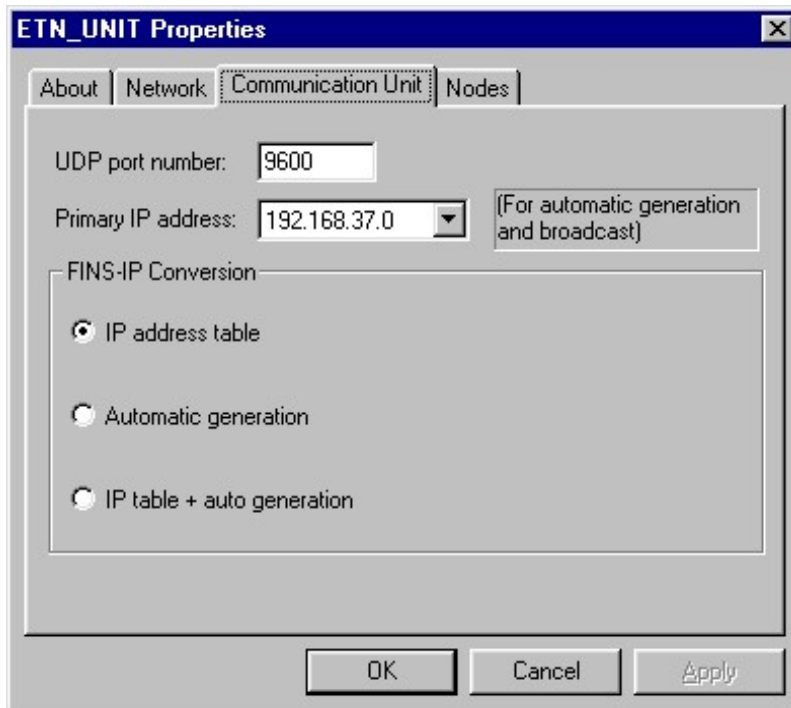 ETN_UNIT Properties
About Network Communication Unit Nodes
UDP port number: 9600
Primary IP address: 192.168.37.0 (For automatic generation
and broadcast)
FINS-IP Conversion
IP address table
Automatic generation
IP table + auto generation
OK Cancel Apply